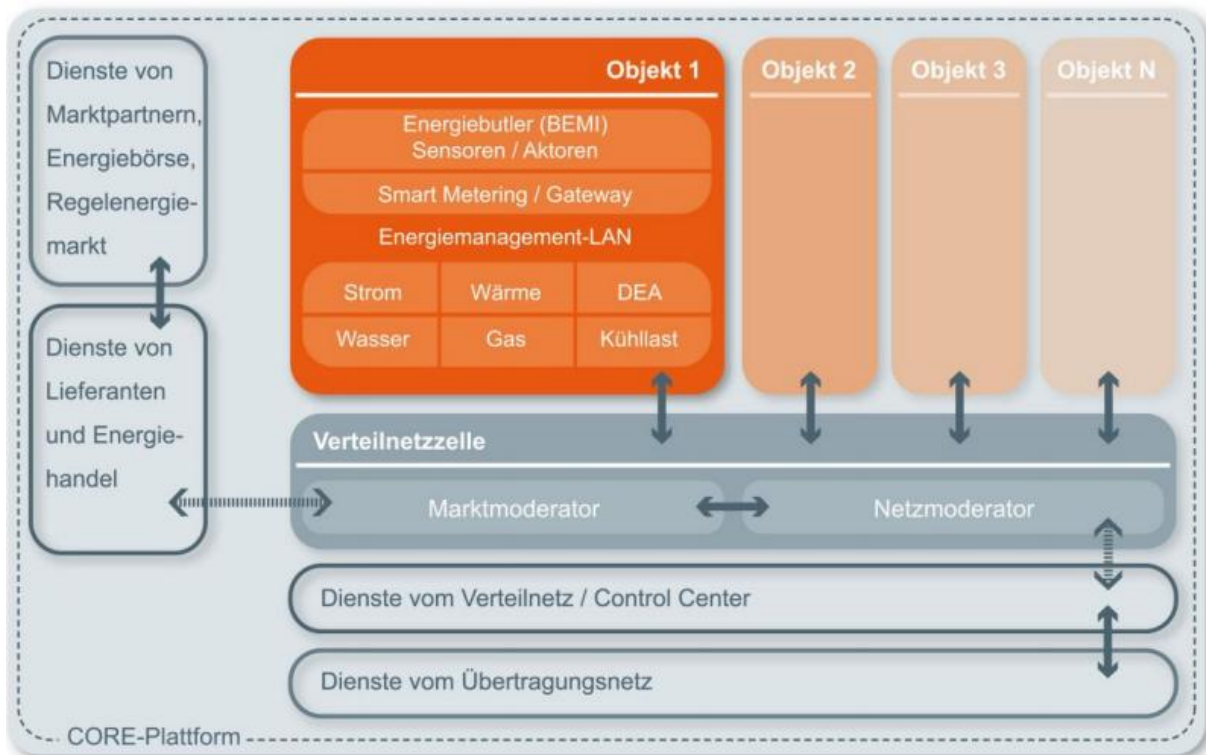 Dienste von
Marktpartnern,
Energiebörse,
Regelenergie-
markt
Dienste von
Lieferanten
und Energie-
handel
Objekt 1
Energiebutler (BEMI)
Sensoren / Aktoren
Smart Metering / Gateway
Energiemanagement-LAN
Strom
Wärme
DEA
Wasser
Gas
Kühllast
Objekt 2
Objekt 3
Objekt N
Verteilnetzzelle
Marktmoderator
Netzmoderator
Dienste vom Verteilnetz / Control Center
Dienste vom Übertragungsnetz
CORE-Plattform